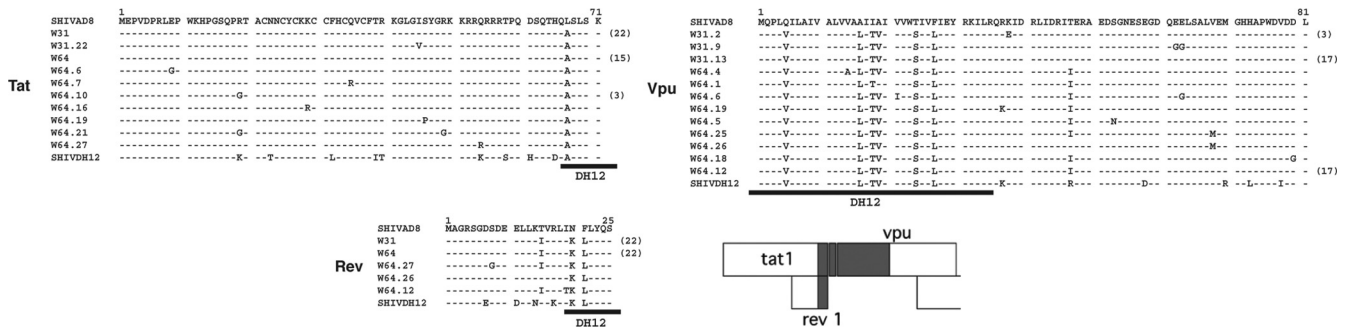 Tat
1 71
SHIVAD8 MEPVDPRLEP WKHPGSQPRT ACNNCYCKKC CFHCQVCFTR KGLGISYGRK KRRQRRRTPQ DSQTHQLSLS K
W31 ---------- ---------- ---------- ---------- ---------- ---------- ------A--- - (22)
W31.22 ---------- ---------- ---------- ---------- ----V----- ---------- ------A--- -
W64 ---------- ---------- ---------- ---------- ---------- ---------- ------A--- - (15)
W64.6 --------G- ---------- ---------- ---------- ---------- ---------- ------A--- -
W64.7 ---------- ---------- ---------- ----R----- ---------- ---------- ------A--- -
W64.10 ---------- --------G- ---------- ---------- ---------- ---------- ------A--- - (3)
W64.16 ---------- ---------- --------R- ---------- ---------- ---------- ------A--- -
W64.19 ---------- ---------- ---------- ---------- -----P---- ---------- ------A--- -
W64.21 ---------- --------G- ---------- ---------- --------G- ---------- ------A--- -
W64.27 ---------- ---------- ---------- ---------- ---------- ---R------ ------A--- -
SHIVDH12 ---------- --------K- --T------- -L------IT ---------- ---K---S-- -H---DA--- -
DH12
Vpu
1 81
SHIVAD8 MQPLQILAIV ALVVAAIIAI VVWTIVFIEY RKILRQRKID RLIDRITERA EDSGNESEGD QEELSALVEM GHHAPWDVDD L
W31.2 ----V----- ------L-TV ----S--L-- -------E-- ---------- ---------- ---------- ---------- - (3)
W31.9 ----V----- ------L-TV ----S--L-- ---------- ---------- ---------- -GG------- ---------- -
W31.13 ----V----- ------L-TV ----S--L-- ---------- ---------- ---------- ---------- ---------- - (17)
W64.4 ----V----- ----A-L-TV ----S--L-- ---------- ------I--- ---------- ---------- ---------- -
W64.1 ----V----- ------L-T- ----S--L-- ---------- ------I--- ---------- ---------- ---------- -
W64.6 ----V----- ------L-TV -I--S--L-- ---------- ---------- ---------- --G------- ---------- -
W64.19 ----V----- ------L-TV ----S--L-- ------K--- ------I--- ---------- ---------- ---------- -
W64.5 ----V----- ------L-TV ----S--L-- ---------- ---------- --N------- ---------- ---------- -
W64.25 ----V----- ------L-TV ----S--L-- ---------- ------I--- ---------- -------M-- ---------- -
W64.26 ----V----- ------L-TV ----S--L-- ---------- ---------- ---------- -------M-- ---------- -
W64.18 ----V----- ------L-TV ----S--L-- ---------- ------I--- ---------- ---------- ---------G -
W64.12 ----V----- ------L-TV ----S--L-- ---------- ------I--- ---------- ---------- ---------- - (17)
SHIVDH12 ----V----- ------L-TV ----S--L-- ------K--- ------R--- -------D-- ---------R -L-----I-- -
DH12
Rev
1 25
SHIVAD8 MAGRSGDSDE ELLKTVRLIN FLYQS
W31 ---------- -----I---K -L--- (22)
W64 ---------- -----I---K -L--- (22)
W64.27 -------G-- -----I---K -L---
W64.26 ---------- ---------K -L---
W64.12 ---------- -----I--TK -L---
SHIVDH12 ------E--- D--N--K--K -L---
DH12
vpu
tat1
rev 1